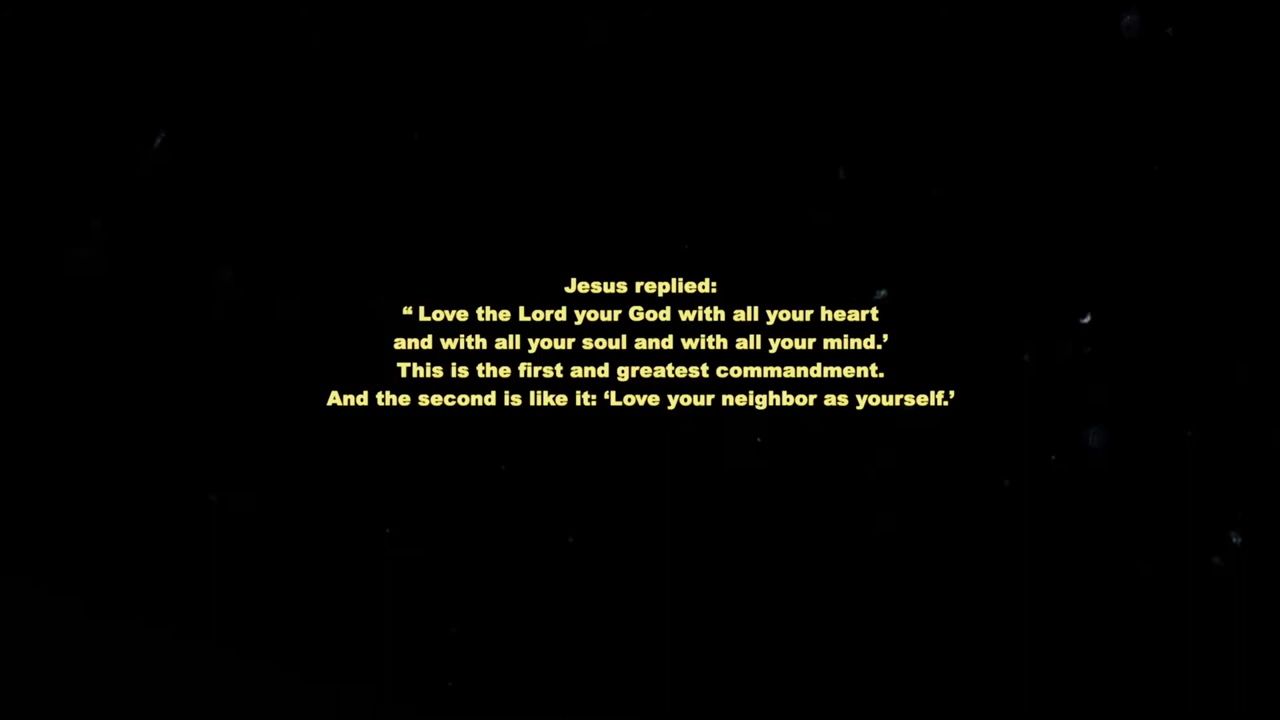 Jesus replied:
“ Love the Lord your God with all your heart
and with all your soul and with all your mind.’
This is the first and greatest commandment.
And the second is like it: ‘Love your neighbor as yourself.’